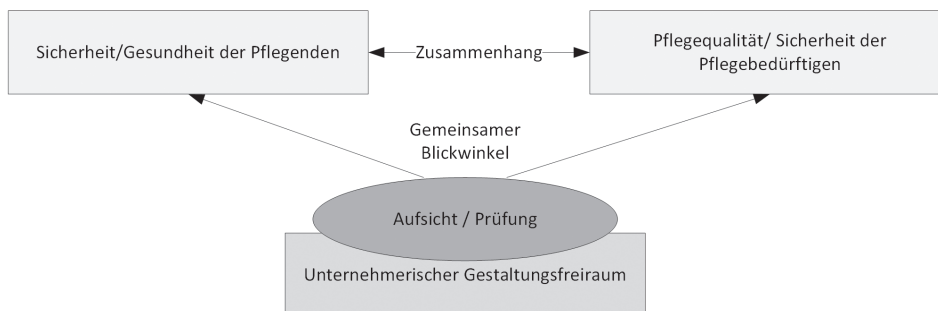 Sicherheit/Gesundheit der Pflegenden
Zusammenhang
Pflegequalität/ Sicherheit der
Pflegebedürftigen
Gemeinsamer
Blickwinkel
Aufsicht / Prüfung
Unternehmerischer Gestaltungsfreiraum